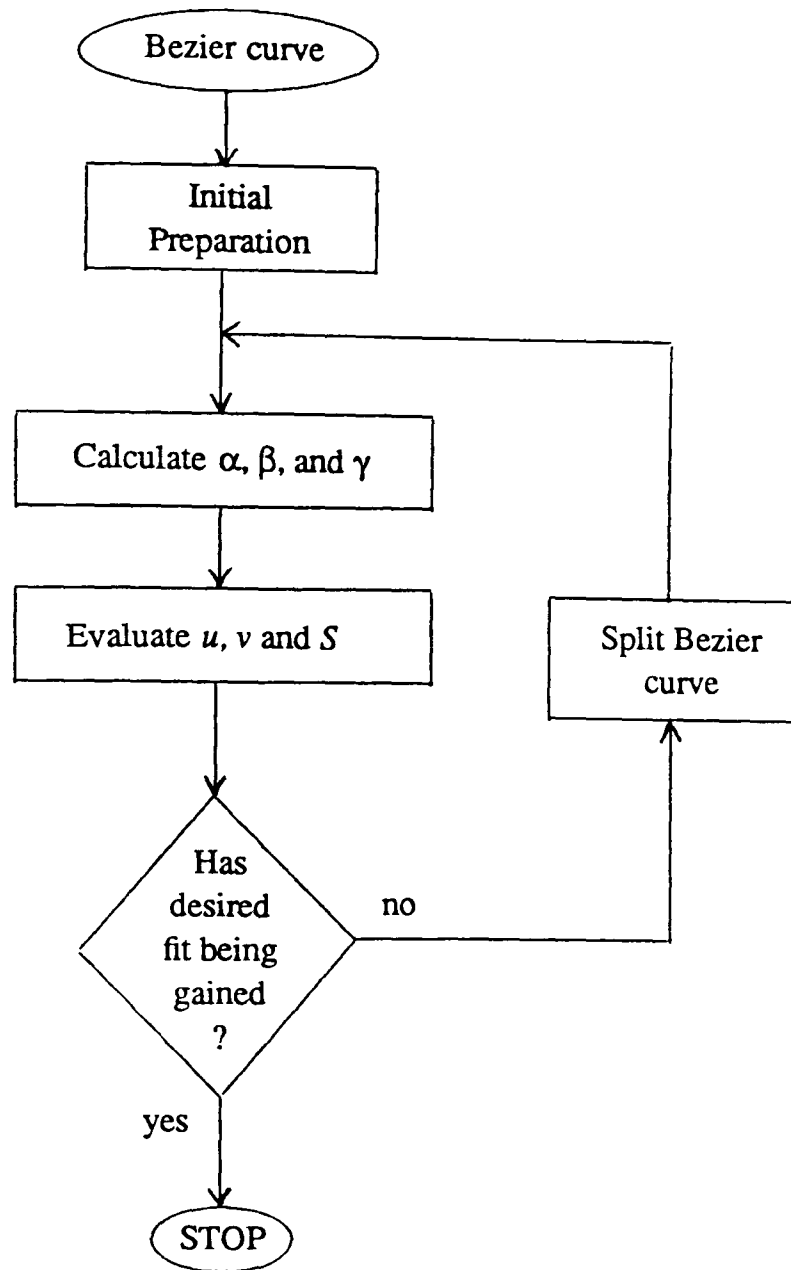 Bezier curve
Initial
Preparation
Calculate α, β, and γ
Evaluate u, v and S
Split Bezier
curve
Has
desired
fit being
gained
?
no
yes
STOP